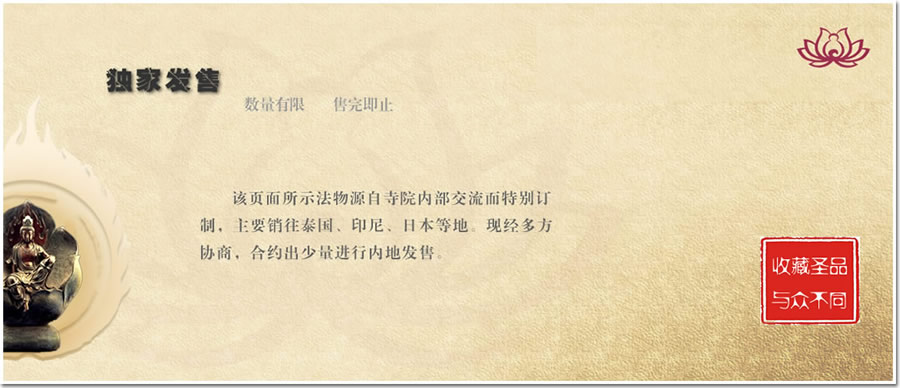 独家发售
数量有限 售完即止
该页面所示法物源自寺院内部交流而特别订
制，主要销往泰国、印尼、日本等地。现经多方
协商，合约出少量进行内地发售。
收藏圣品
与众不同